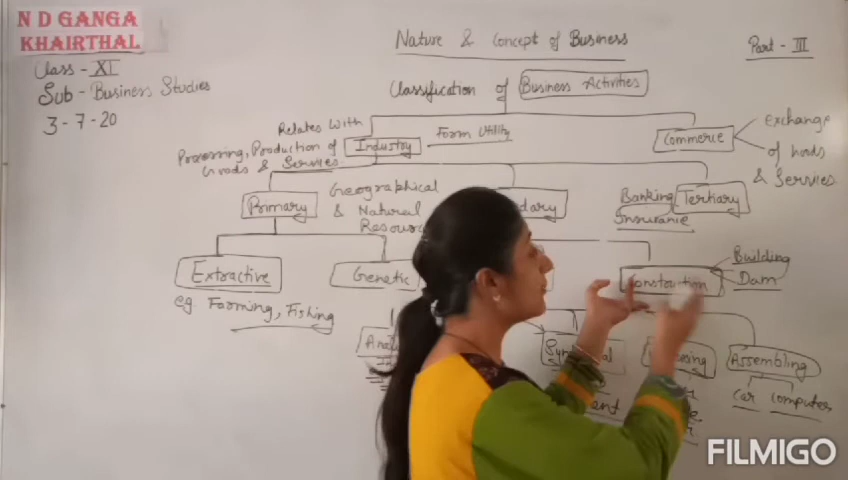 N D GANGA
KHAIRTHAL
Class - XI
Sub - Business Studies
3-7-20
Nature & Concept of Business
Part - III
Classification of Business Activities
Relates With
Processing, Production of
Goods & Services
Industry
Form Utility
Commerce
exchange
of Goods
& Services
Primary
Geographical
& Natural
dary
Banking
Insurance
Tertiary
Extractive
Genetic
Construction
Building
Dam
eg Farming, Fishing
Assembling
Car Computer
FILMIGO